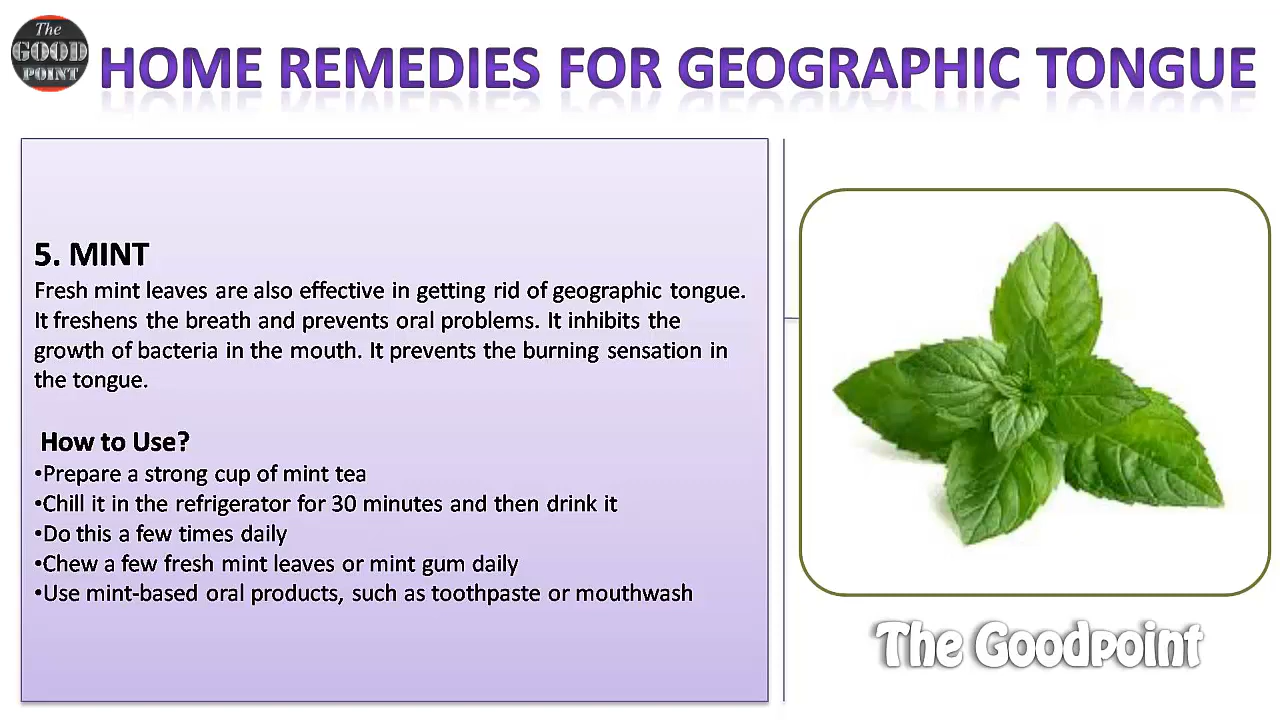 The
GOOD
POINT
HOME REMEDIES FOR GEOGRAPHIC TONGUE
5. MINT
Fresh mint leaves are also effective in getting rid of geographic tongue.
It freshens the breath and prevents oral problems. It inhibits the
growth of bacteria in the mouth. It prevents the burning sensation in
the tongue.
How to Use?
•Prepare a strong cup of mint tea
•Chill it in the refrigerator for 30 minutes and then drink it
•Do this a few times daily
•Chew a few fresh mint leaves or mint gum daily
•Use mint-based oral products, such as toothpaste or mouthwash
The Goodpoint